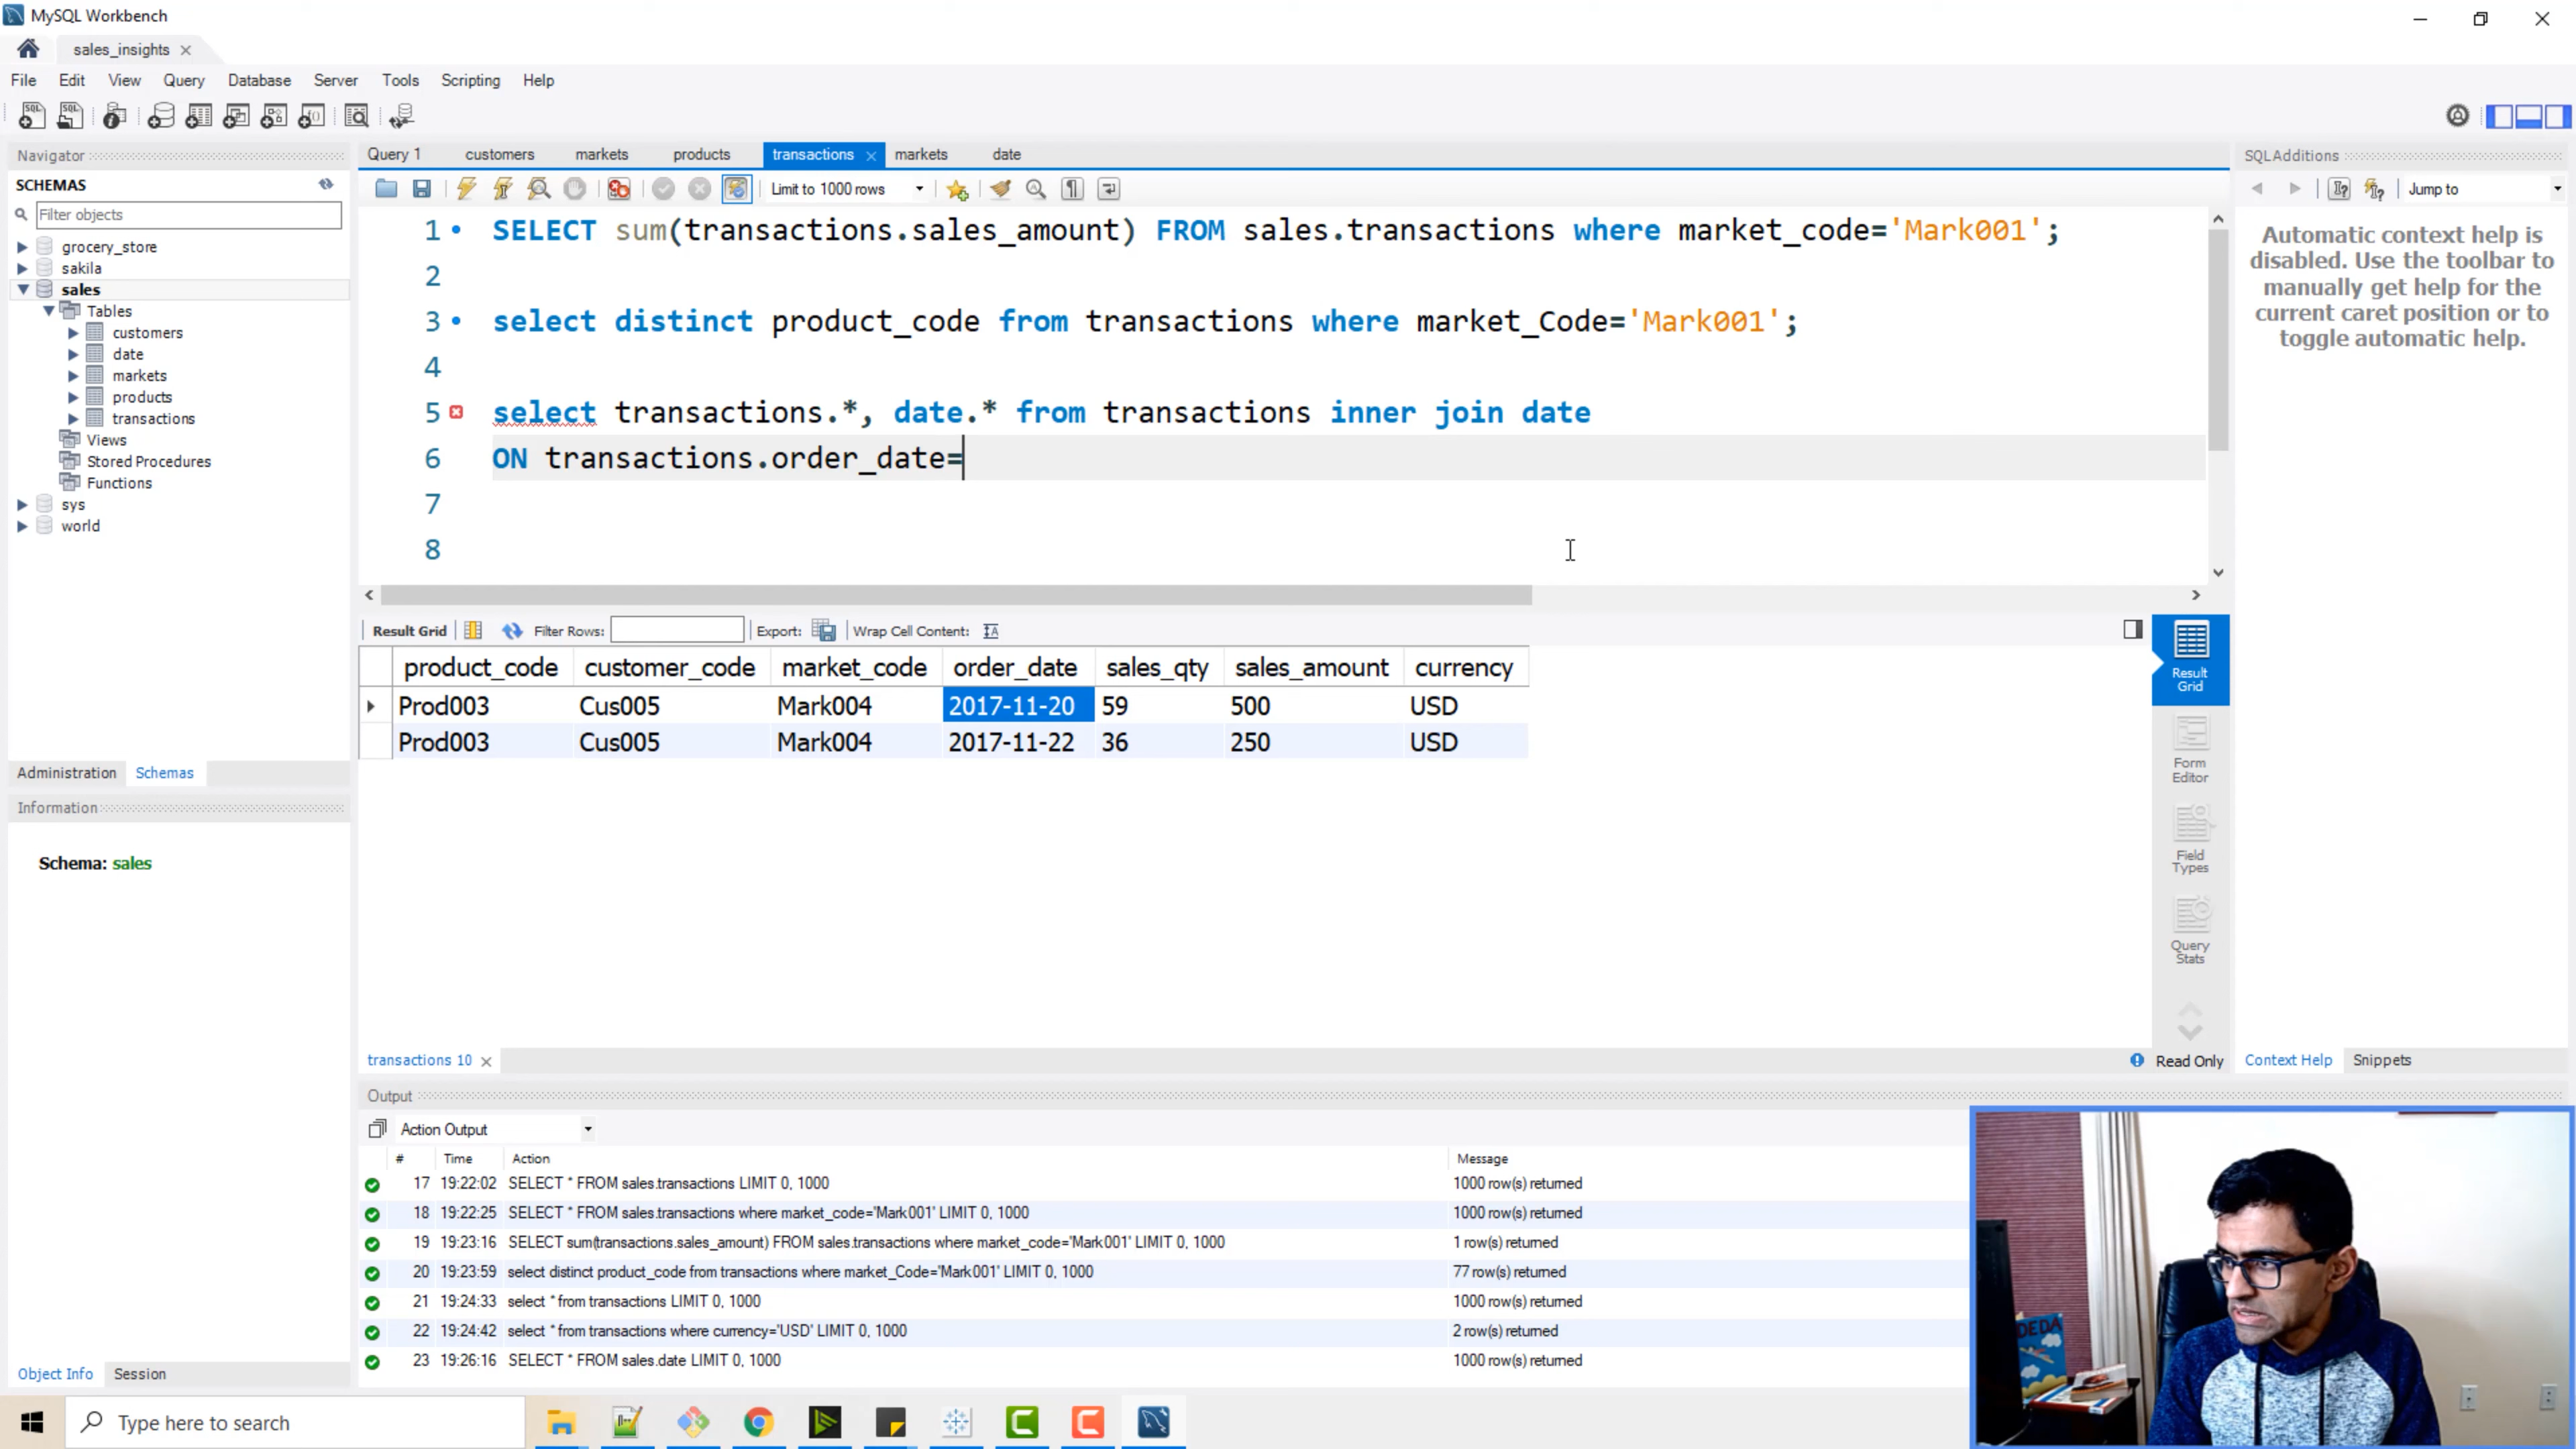 MySQL Workbench
sales_insights
File Edit View Query Database Server Tools Scripting Help
Navigator
SCHEMAS
Filter objects
grocery_store
sakila
sales
Tables
customers
date
markets
products
transactions
Views
Stored Procedures
Functions
sys
world
Administration Schemas
Information
Schema: sales
Object Info Session
Query 1 customers markets products transactions markets date
Limit to 1000 rows
1 SELECT sum(transactions.sales_amount) FROM sales.transactions where market_code='Mark001';
2
3 select distinct product_code from transactions where market_Code='Mark001';
4
5 select transactions.*, date.* from transactions inner join date
6 ON transactions.order_date=
7
8
Result Grid Filter Rows: Export: Wrap Cell Content:
product_code customer_code market_code order_date sales_qty sales_amount currency
Prod003 Cus005 Mark004 2017-11-20 59 500 USD
Prod003 Cus005 Mark004 2017-11-22 36 250 USD
Result Grid
Form Editor
Field Types
Query Stats
transactions 10
Read Only
SQLAdditions
Jump to
Automatic context help is
disabled. Use the toolbar to
manually get help for the
current caret position or to
toggle automatic help.
Context Help Snippets
Output
Action Output
# Time Action Message
17 19:22:02 SELECT * FROM sales.transactions LIMIT 0, 1000 1000 row(s) returned
18 19:22:25 SELECT * FROM sales.transactions where market_code='Mark001' LIMIT 0, 1000 1000 row(s) returned
19 19:23:16 SELECT sum(transactions.sales_amount) FROM sales.transactions where market_code='Mark001' LIMIT 0, 1000 1 row(s) returned
20 19:23:59 select distinct product_code from transactions where market_Code='Mark001' LIMIT 0, 1000 77 row(s) returned
21 19:24:33 select * from transactions LIMIT 0, 1000 1000 row(s) returned
22 19:24:42 select * from transactions where currency='USD' LIMIT 0, 1000 2 row(s) returned
23 19:26:16 SELECT * FROM sales.date LIMIT 0, 1000 1000 row(s) returned
Type here to search